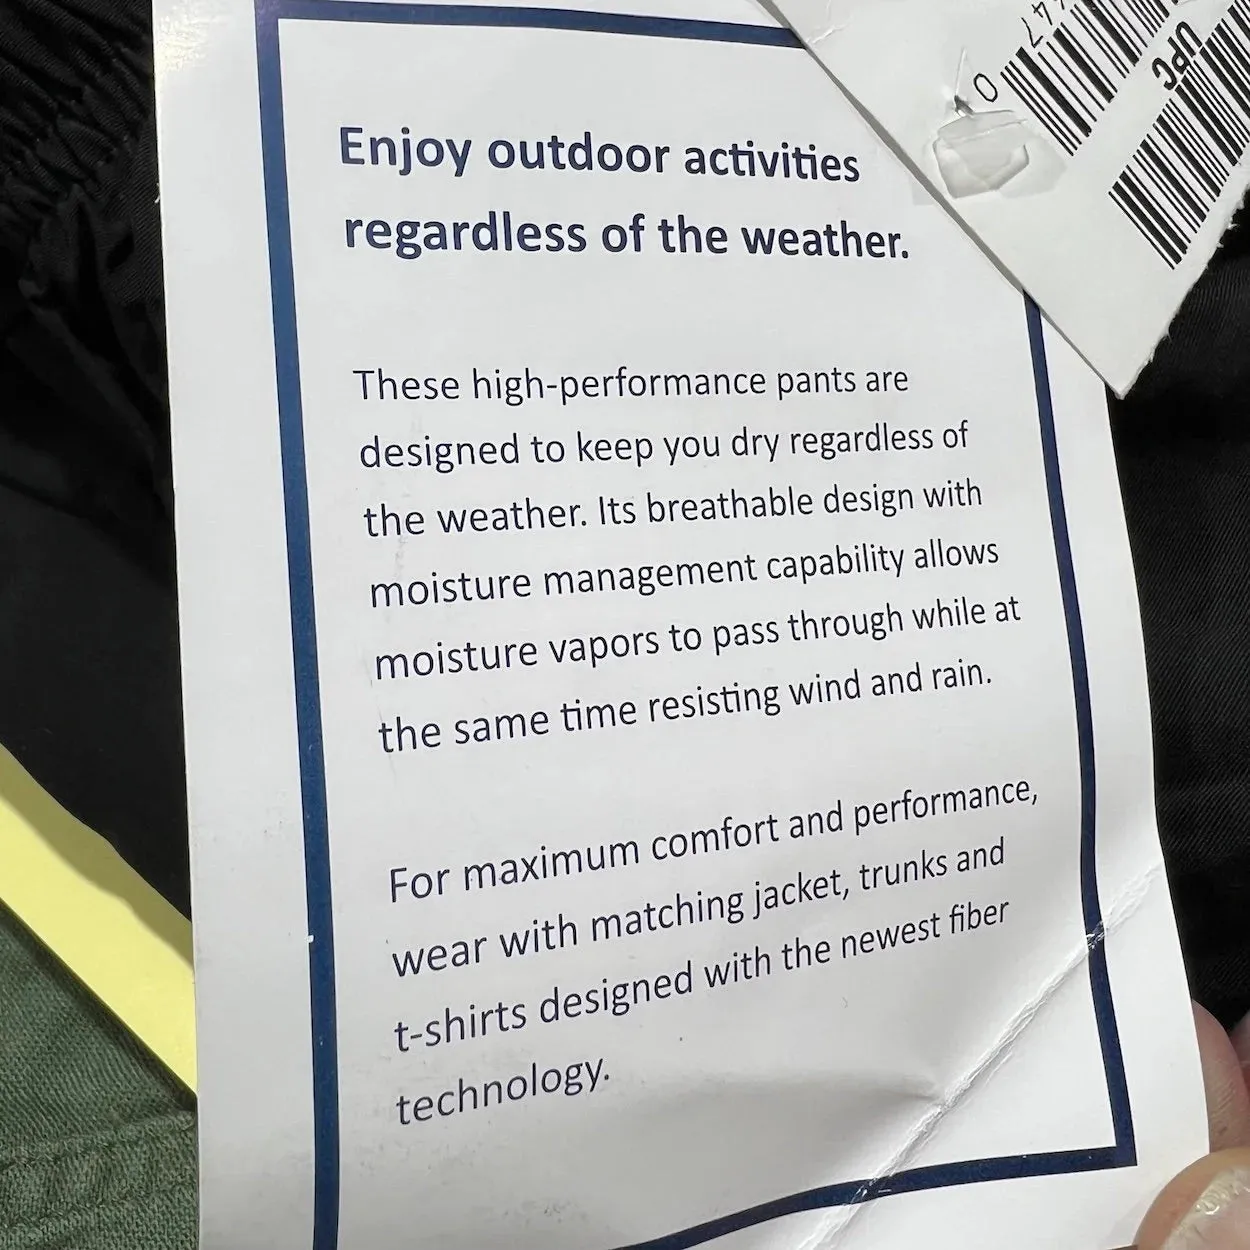 47
0
UPC
Enjoy outdoor activities
regardless of the weather.
These high-performance pants are
designed to keep you dry regardless of
the weather. Its breathable design with
moisture management capability allows
moisture vapors to pass through while at
the same time resisting wind and rain.
For maximum comfort and performance,
wear with matching jacket, trunks and
t-shirts designed with the newest fiber
technology.